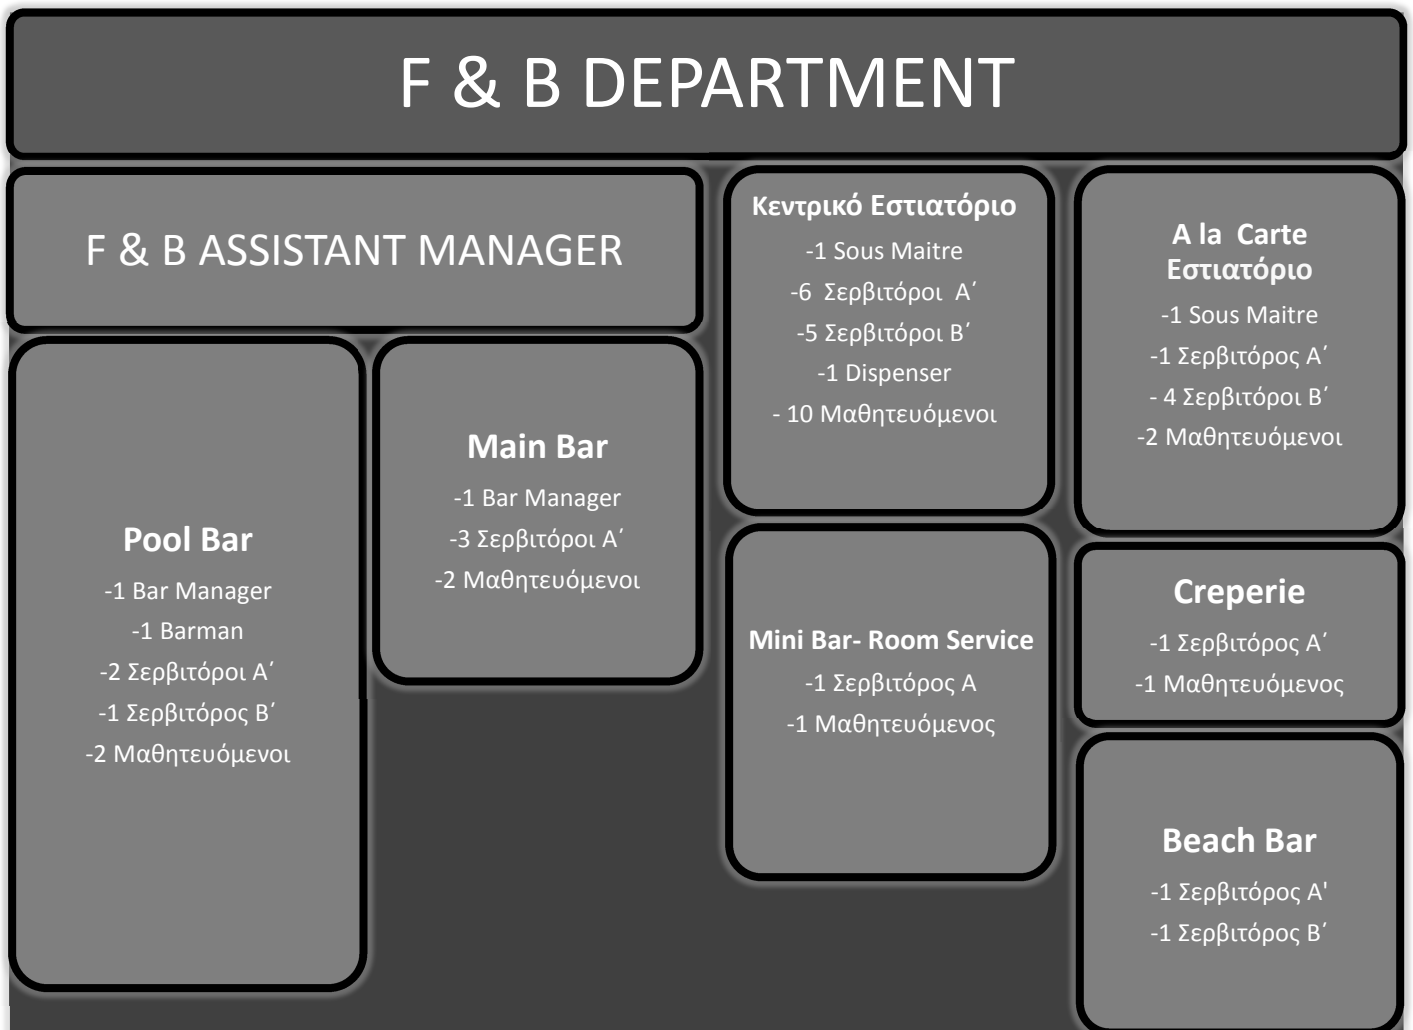 F & B DEPARTMENT
F & B ASSISTANT MANAGER
Pool Bar
-1 Bar Manager
-1 Barman
-2 Σερβιτόροι Α΄
-1 Σερβιτόρος Β΄
-2 Μαθητευόμενοι
Main Bar
-1 Bar Manager
-3 Σερβιτόροι Α΄
-2 Μαθητευόμενοι
Κεντρικό Εστιατόριο
-1 Sous Maitre
-6 Σερβιτόροι Α΄
-5 Σερβιτόροι Β΄
-1 Dispenser
- 10 Μαθητευόμενοι
Mini Bar- Room Service
-1 Σερβιτόρος Α
-1 Μαθητευόμενος
A la Carte
Εστιατόριο
-1 Sous Maitre
-1 Σερβιτόρος Α΄
- 4 Σερβιτόροι Β΄
-2 Μαθητευόμενοι
Creperie
-1 Σερβιτόρος Α΄
-1 Μαθητευόμενος
Beach Bar
-1 Σερβιτόρος Α'
-1 Σερβιτόρος Β΄